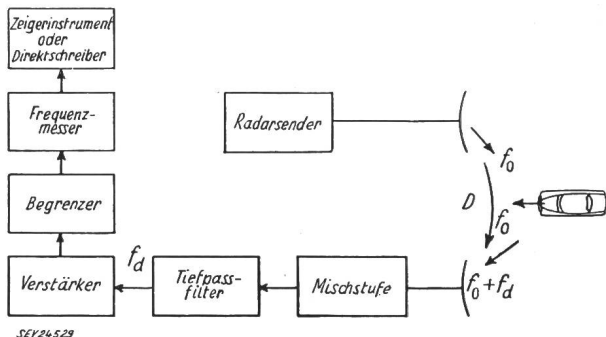 Zeigerinstrument
oder
Direktschreiber
Frequenz-
messer
Begrenzer
Verstärker
f_d
Tiefpass-
filter
Mischstufe
Radarsender
f_0
D
f_0
f_0 + f_d
SEV24529